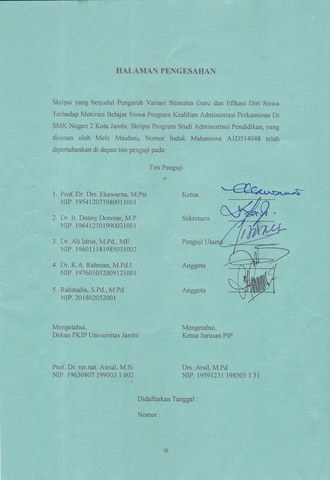 HALAMAN PENGESAHAN
Skripsi yang berjudul Pengaruh Variasi Stimulus Guru dan Efikasi Diri Siswa
Terhadap Motivasi Belajar Siswa Program Keahlian Administrasi Perkantoran Di
SMK Negeri 2 Kota Jambi. Skripsi Program Studi Administrasi Pendidikan, yang
disusun oleh Mely Maulani, Nomor Induk Mahasiswa A1D514048 telah
dipertahankan di depan tim penguji pada
Tim Penguji
1. Prof. Dr. Drs. Ekawarna, M.Psi Ketua
NIP. 195412071980011001
2. Dr. Ir. Denny Denmar, M.P Sekretaris
NIP. 196412101990031001
3. Dr. Ali Idrus, M.Pd., ME Penguji Utama
NIP. 196011181985031002
4. Dr. K.A. Rahman, M.Pd.I Anggota
NIP. 197601052009121001
5. Rahmalia, S.Pd., M.Pd Anggota
NIP. 201802052001
Mengetahui, Mengetahui,
Dekan FKIP Universitas Jambi Ketua Jurusan PIP
Prof. Dr. rer.nat. Asrial, M.Si Drs. Arsil, M.Pd
NIP. 19630807 199003 1 002 NIP. 19591231 198503 1 31
Didaftarkan Tanggal :
Nomor :
iii